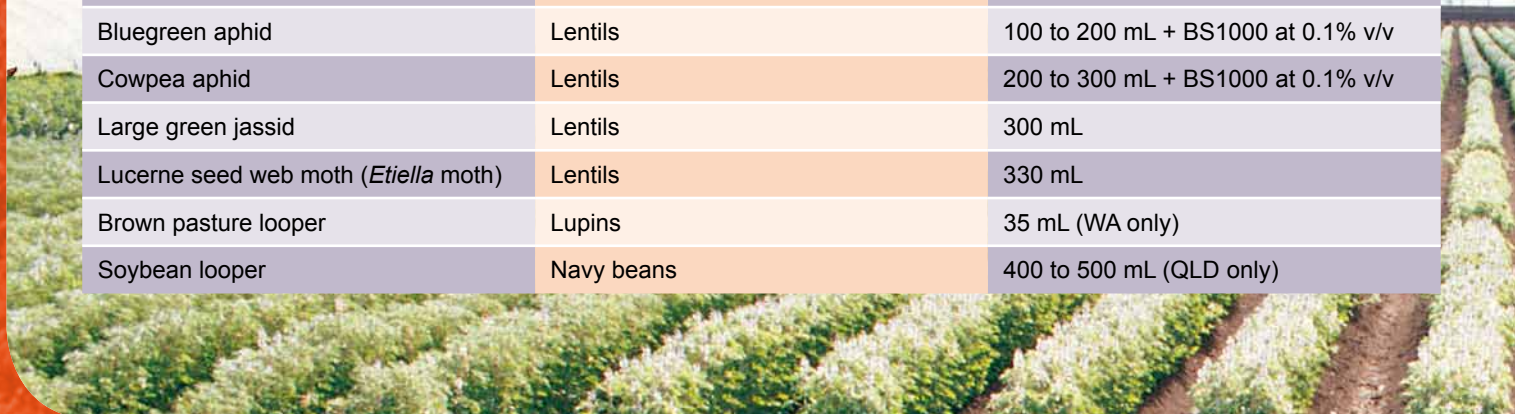 Bluegreen aphid Lentils 100 to 200 mL + BS1000 at 0.1% v/v
Cowpea aphid Lentils 200 to 300 mL + BS1000 at 0.1% v/v
Large green jassid Lentils 300 mL
Lucerne seed web moth (Etiella moth) Lentils 330 mL
Brown pasture looper Lupins 35 mL (WA only)
Soybean looper Navy beans 400 to 500 mL (QLD only)